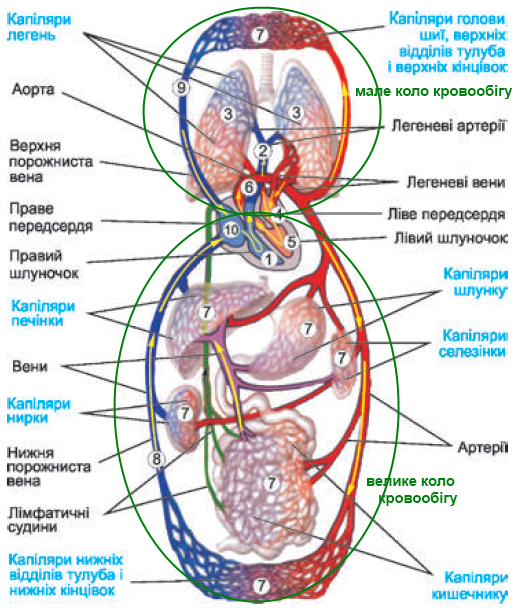 Капіляри
легень
Капіляри голови,
шиї, верхніх
відділів тулуба
і верхніх кінцівок
7
9
3
3
мале коло кровообігу
Аорта
Легеневі артерії
2
Верхня
порожниста
вена
Легеневі вени
6
Праве
передсердя
4
Ліве передсердя
10
5
Лівий шлуночок
1
Правий
шлуночок
Капіляри
шлунку
Капіляри
печінки
7
7
Капіляри
селезінки
7
Вени
Капіляри
нирки
7
Артерії
Нижня
порожниста
вена
8
7
велике коло
кровообігу
Лімфатичні
судини
Капіляри нижніх
відділів тулуба і
нижніх кінцівок
7
Капіляри
кишечнику